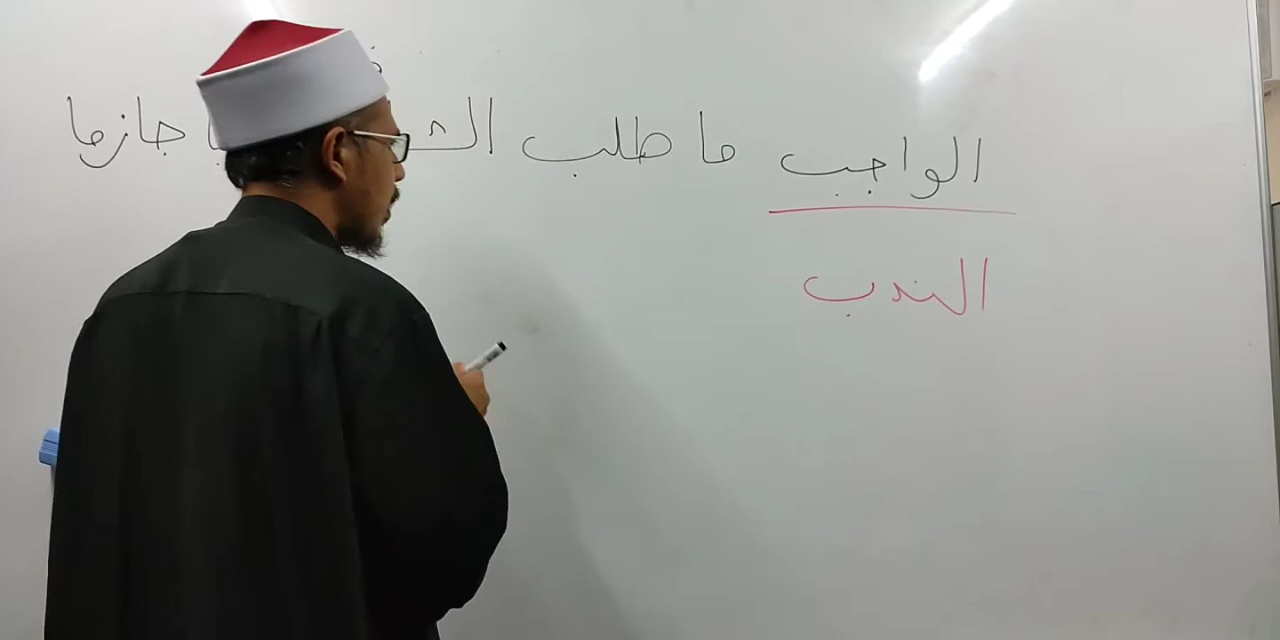 الواجب ما طلب جازما
الندب